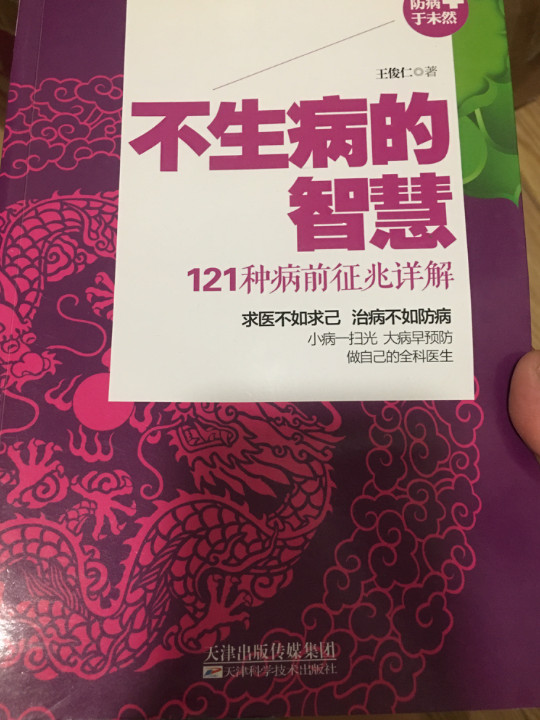 防病
于未然
王俊仁◎著
不生病的
智慧
121种病前征兆详解
求医不如求己 治病不如防病
小病一扫光 大病早预防
做自己的全科医生
天津出版传媒集团
天津科学技术出版社